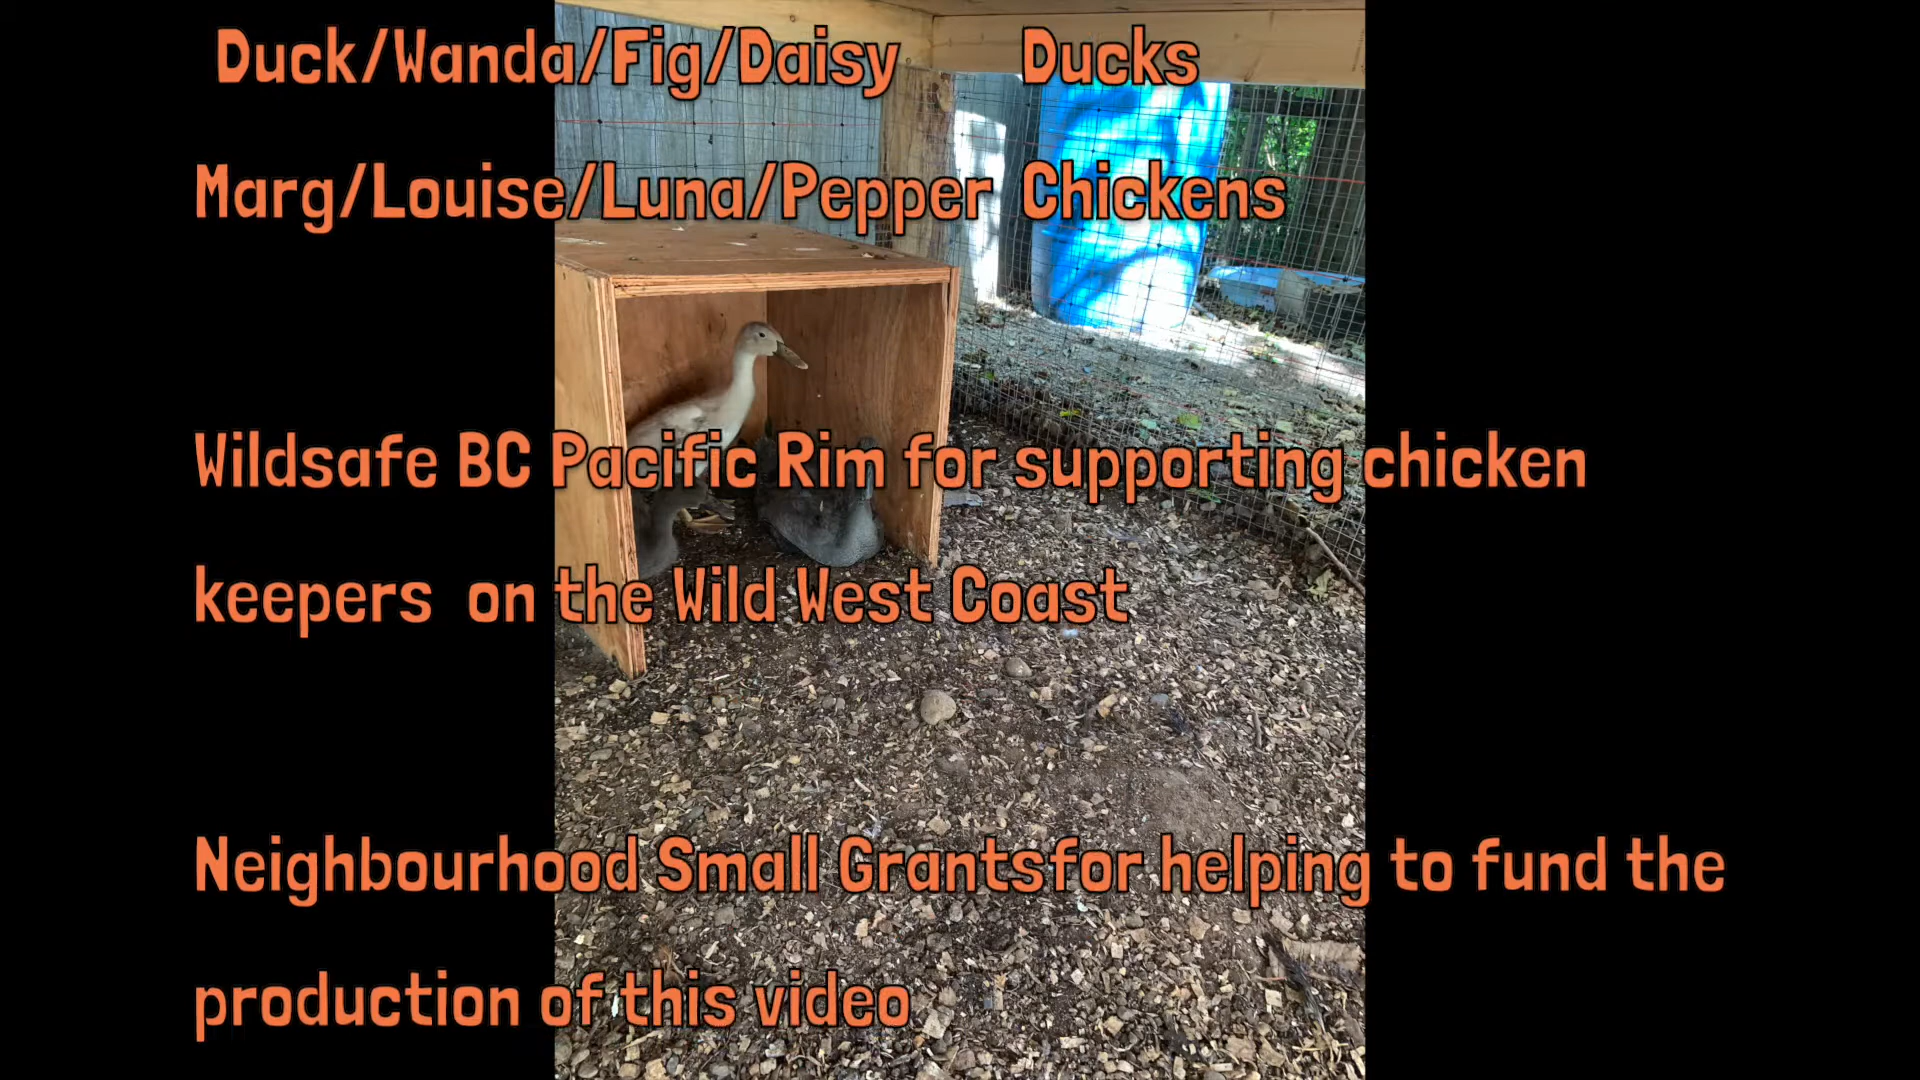 Duck/Wanda/Fig/Daisy Ducks
Marg/Louise/Luna/Pepper Chickens
Wildsafe BC Pacific Rim for supporting chicken
keepers on the Wild West Coast
Neighbourhood Small Grantsfor helping to fund the
production of this video